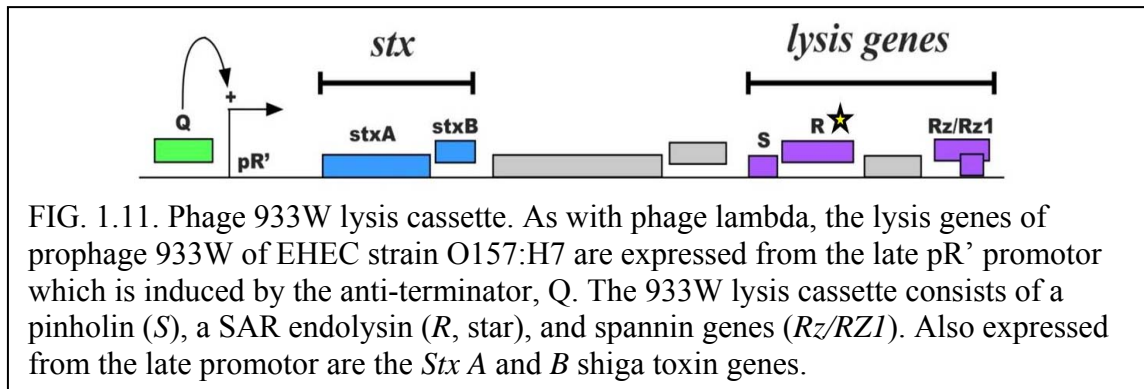 stx
lysis genes
+
Q
pR’
stxA
stxB
S
R
Rz/Rz1
FIG. 1.11. Phage 933W lysis cassette. As with phage lambda, the lysis genes of
prophage 933W of EHEC strain O157:H7 are expressed from the late pR’ promotor
which is induced by the anti-terminator, Q. The 933W lysis cassette consists of a
pinholin (S), a SAR endolysin (R, star), and spannin genes (Rz/RZ1). Also expressed
from the late promotor are the Stx A and B shiga toxin genes.